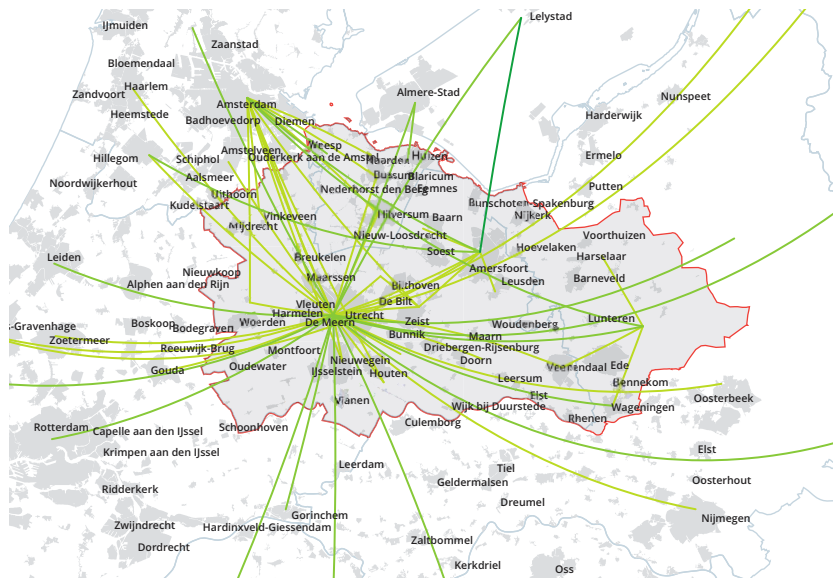 IJmuiden
Lelystad
Zaanstad
Bloemendaal
Haarlem
Almere-Stad
Zandvoort
Nunspeet
Amsterdam
Heemstede
Badhoevedorp
Diemen
Harderwijk
Weesp
Amstelveen
Hillegom
Schiphol
Ouderkerk aan de Amstel
Naarden
Huizen
Ermelo
Aalsmeer
Bussum
Blaricum
Noordwijkerhout
Uithoorn
Nederhorst den Berg
Eemnes
Putten
Kudelstaart
Bunschoten-Spakenburg
Vinkeveen
Hilversum
Baarn
Nijkerk
Mijdrecht
Nieuw-Loosdrecht
Voorthuizen
Soest
Hoevelaken
Leiden
Breukelen
Harselaar
Amersfoort
Nieuwkoop
Maarssen
Leusden
Barneveld
Alphen aan den Rijn
Bilthoven
De Bilt
Vleuten
Harmelen
Utrecht
Lunteren
s-Gravenhage
Boskoop
Bodegraven
Woerden
De Meern
Zeist
Woudenberg
Zoetermeer
Bunnik
Maarn
Reeuwijk-Brug
Montfoort
Driebergen-Rijsenburg
Nieuwegein
Doorn
Gouda
Oudewater
IJsselstein
Houten
Veenendaal
Ede
Leersum
Bennekom
Vianen
Elst
Oosterbeek
Wijk bij Duurstede
Wageningen
Rotterdam
Capelle aan den IJssel
Schoonhoven
Culemborg
Rhenen
Krimpen aan den IJssel
Elst
Leerdam
Tiel
Geldermalsen
Oosterhout
Ridderkerk
Dreumel
Gorinchem
Nijmegen
Zwijndrecht
Hardinxveld-Giessendam
Dordrecht
Zaltbommel
Kerkdriel
Oss